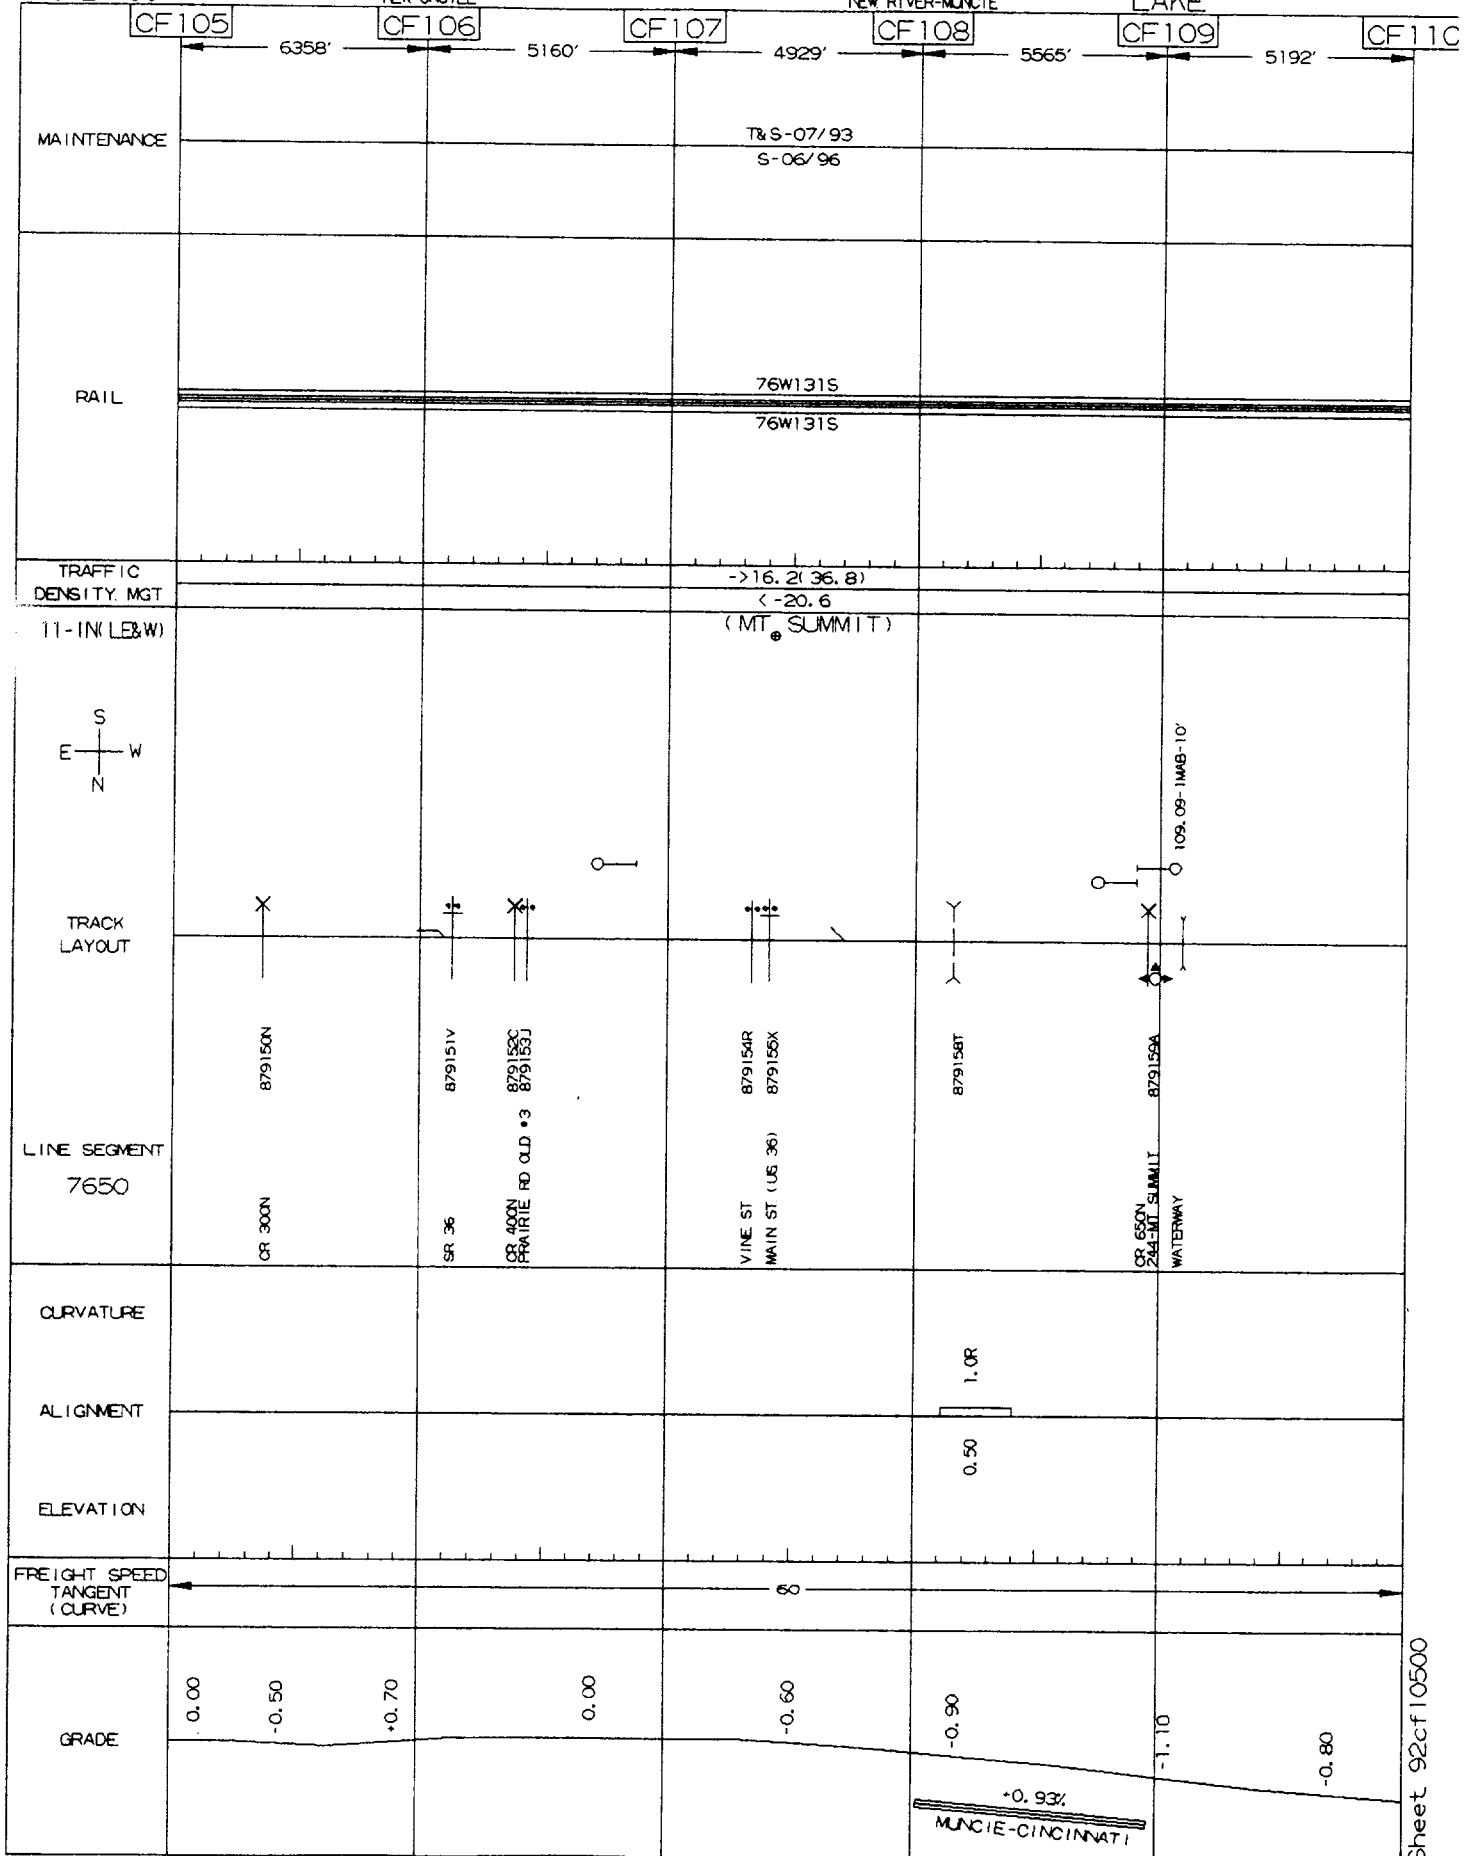 NEW RIVER-MUNCIE
LAKE
CF105
CF106
CF107
CF108
CF109
CF110
6358'
5160'
4929'
5565'
5192'
MAINTENANCE
T&S-07/93
S-06/96
RAIL
76W131S
76W131S
TRAFFIC
DENSITY. MGT
->16.2(36.8)
<-20.6
11-IN(LE&W)
(MT. SUMMIT)
S
E W
N
109.09-1MAB-10'
TRACK
LAYOUT
879150N
879151V
879152C
879153J
879154R
879155X
879158T
879159A
LINE SEGMENT
7650
CR 300N
SR 36
CR 400N
PRAIRIE RD OLD *3
VINE ST
MAIN ST (US 36)
CR 650N
244-MT SUMMIT
WATERWAY
CURVATURE
1.0R
ALIGNMENT
0.50
ELEVATION
FREIGHT SPEED
TANGENT
(CURVE)
60
GRADE
0.00
-0.50
+0.70
0.00
-0.60
-0.90
-1.10
-0.80
+0.93%
MUNCIE-CINCINNATI
Sheet 92cf10500